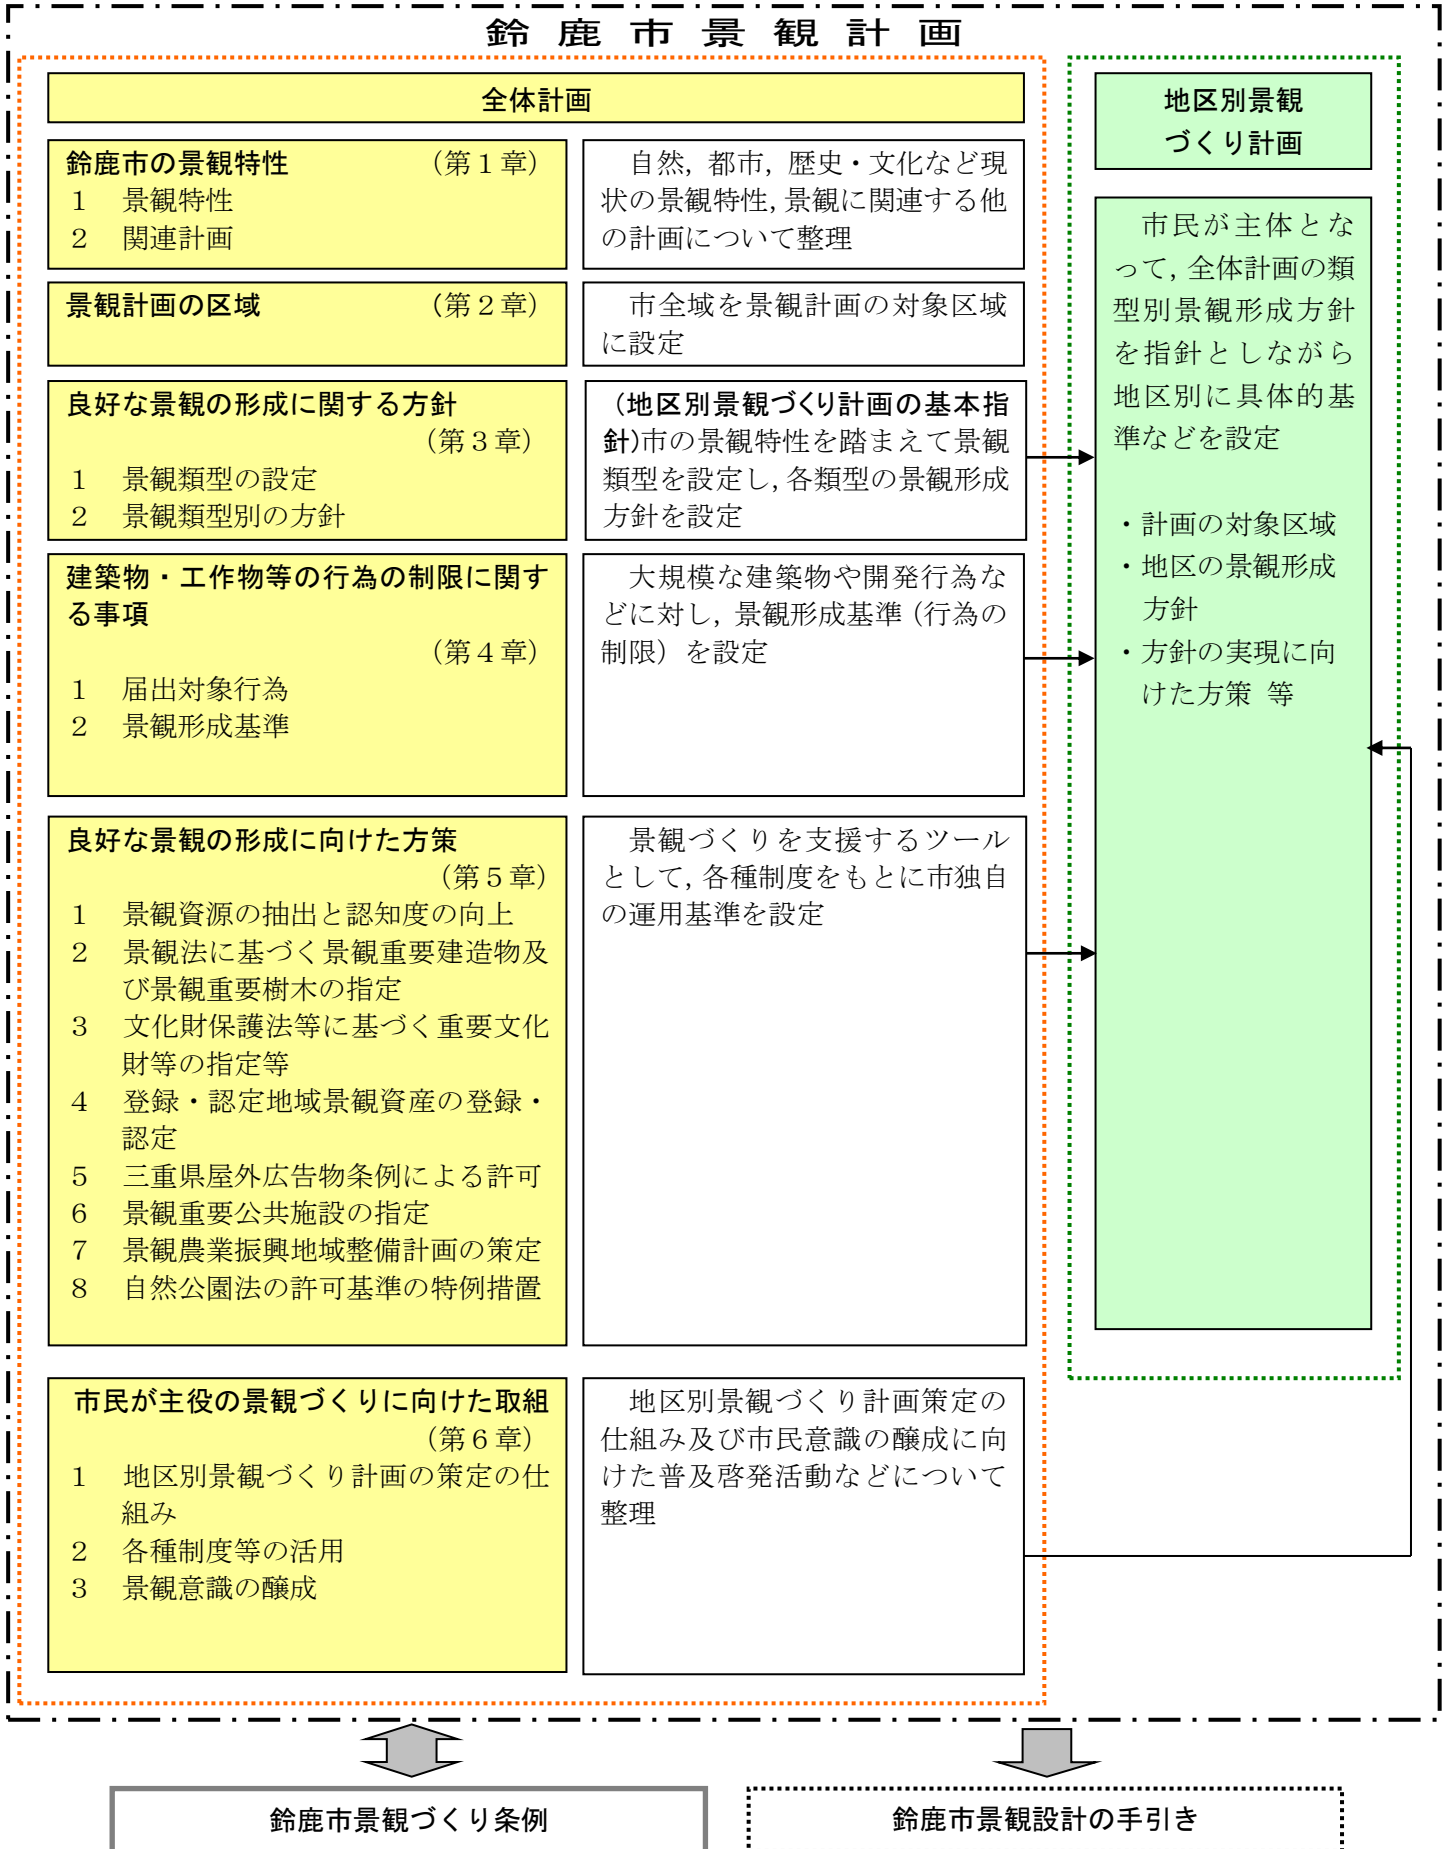 鈴鹿市景観計画
全体計画
鈴鹿市の景観特性 （第１章）
１ 景観特性
２ 関連計画
自然，都市，歴史・文化など現
状の景観特性，景観に関連する他
の計画について整理
景観計画の区域 （第２章）
市全域を景観計画の対象区域
に設定
良好な景観の形成に関する方針
（第３章）
１ 景観類型の設定
２ 景観類型別の方針
（地区別景観づくり計画の基本指
針）市の景観特性を踏まえて景観
類型を設定し，各類型の景観形成
方針を設定
建築物・工作物等の行為の制限に関す
る事項
（第４章）
１ 届出対象行為
２ 景観形成基準
大規模な建築物や開発行為な
どに対し，景観形成基準（行為の
制限）を設定
良好な景観の形成に向けた方策
（第５章）
１ 景観資源の抽出と認知度の向上
２ 景観法に基づく景観重要建造物及
び景観重要樹木の指定
３ 文化財保護法等に基づく重要文化
財等の指定等
４ 登録・認定地域景観資産の登録・
認定
５ 三重県屋外広告物条例による許可
６ 景観重要公共施設の指定
７ 景観農業振興地域整備計画の策定
８ 自然公園法の許可基準の特例措置
景観づくりを支援するツール
として，各種制度をもとに市独自
の運用基準を設定
市民が主役の景観づくりに向けた取組
（第６章）
１ 地区別景観づくり計画の策定の仕
組み
２ 各種制度等の活用
３ 景観意識の醸成
地区別景観づくり計画策定の
仕組み及び市民意識の醸成に向
けた普及啓発活動などについて
整理
地区別景観
づくり計画
市民が主体とな
って，全体計画の類
型別景観形成方針
を指針としながら
地区別に具体的基
準などを設定
・計画の対象区域
・地区の景観形成
方針
・方針の実現に向
けた方策 等
鈴鹿市景観づくり条例
鈴鹿市景観設計の手引き